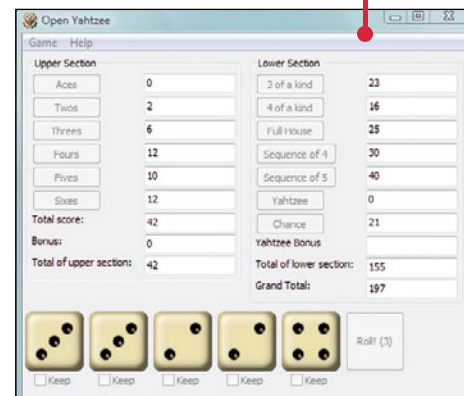 Open Yahtzee
Game Help
Upper Section
Aces 0
Twos 2
Threes 6
Fours 12
Fives 10
Sixes 12
Total score: 42
Bonus: 0
Total of upper section: 42
Lower Section
3 of a kind 23
4 of a kind 16
Full House 25
Sequence of 4 30
Sequence of 5 40
Yahtzee 0
Chance 21
Yahtzee Bonus
Total of lower section: 155
Grand Total: 197
Roll! (3)
Keep Keep Keep Keep Keep